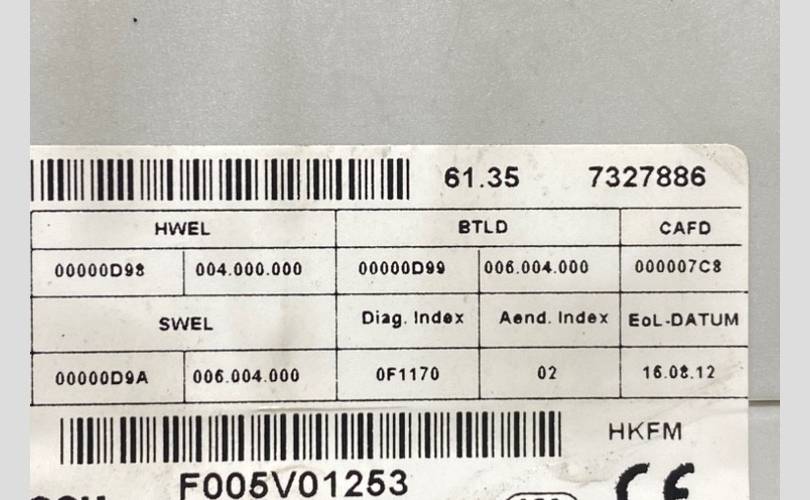 61.35 7327886
HWEL BTLD CAFD
00000D98 004.000.000 00000D99 006.004.000 000007C8
SWEL Diag. Index Aend. Index EoL-DATUM
00000D9A 006.004.000 0F1170 02 16.08.12
HKFM
F005V01253
CE